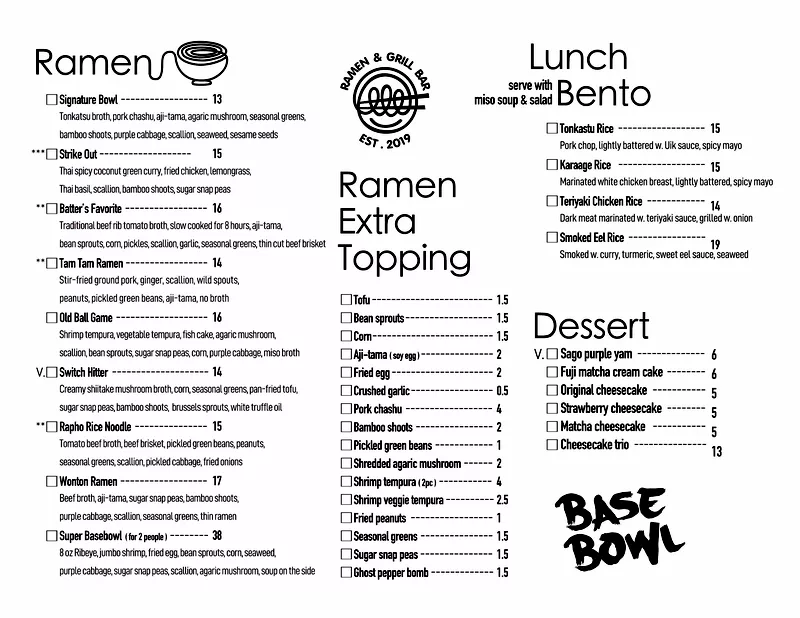 Ramen
Signature Bowl ------------------ 13
Tonkatsu broth, pork chashu, aji-tama, agaric mushroom, seasonal greens,
bamboo shoots, purple cabbage, scallion, seaweed, sesame seeds
*** Strike Out ------------------- 15
Thai spicy coconut green curry, fried chicken, lemongrass,
Thai basil, scallion, bamboo shoots, sugar snap peas
** Batter's Favorite ----------------- 16
Traditional beef rib tomato broth, slow cooked for 8 hours, aji-tama,
bean sprouts, corn, pickles, scallion, garlic, seasonal greens, thin cut beef brisket
** Tam Tam Ramen ----------------- 14
Stir-fried ground pork, ginger, scallion, wild spouts,
peanuts, pickled green beans, aji-tama, no broth
Old Ball Game ------------------- 16
Shrimp tempura, vegetable tempura, fish cake, agaric mushroom,
scallion, bean sprouts, sugar snap peas, corn, purple cabbage, miso broth
V. Switch Hitter -------------------- 14
Creamy shiitake mushroom broth, corn, seasonal greens, pan-fried tofu,
sugar snap peas, bamboo shoots, brussels sprouts, white truffle oil
** Rapho Rice Noodle --------------- 15
Tomato beef broth, beef brisket, pickled green beans, peanuts,
seasonal greens, scallion, pickled cabbage, fried onions
Wonton Ramen ------------------ 17
Beef broth, aji-tama, sugar snap peas, bamboo shoots,
purple cabbage, scallion, seasonal greens, thin ramen
Super Basebowl ( for 2 people ) -------- 38
8 oz Ribeye, jumbo shrimp, fried egg, bean sprouts, corn, seaweed,
purple cabbage, sugar snap peas, scallion, agaric mushroom, soup on the side
RAMEN & GRILL BAR
EST. 2019
Ramen
Extra
Topping
Tofu ------------------------- 1.5
Bean sprouts ------------------ 1.5
Corn ------------------------- 1.5
Aji-tama ( soy egg ) --------------- 2
Fried egg --------------------- 2
Crushed garlic ----------------- 0.5
Pork chashu ------------------ 4
Bamboo shoots ---------------- 2
Pickled green beans ------------ 1
Shredded agaric mushroom ------ 2
Shrimp tempura ( 2pc ) ----------- 4
Shrimp veggie tempura ---------- 2.5
Fried peanuts ----------------- 1
Seasonal greens --------------- 1.5
Sugar snap peas --------------- 1.5
Ghost pepper bomb ------------- 1.5
Lunch
Bento
serve with
miso soup & salad
Tonkastu Rice ------------------ 15
Pork chop, lightly battered w. Uik sauce, spicy mayo
Karaage Rice ------------------ 15
Marinated white chicken breast, lightly battered, spicy mayo
Teriyaki Chicken Rice ------------ 14
Dark meat marinated w. teriyaki sauce, grilled w. onion
Smoked Eel Rice ---------------- 19
Smoked w. curry, turmeric, sweet eel sauce, seaweed
Dessert
V. Sago purple yam -------------- 6
Fuji matcha cream cake -------- 6
Original cheesecake ----------- 5
Strawberry cheesecake -------- 5
Matcha cheesecake ----------- 5
Cheesecake trio --------------- 13
BASE
BOWL